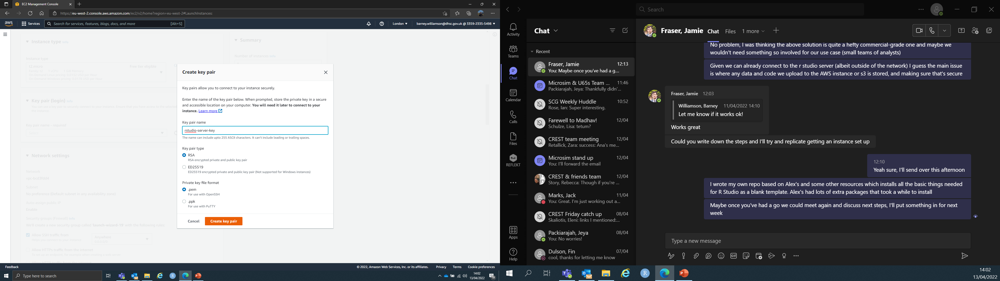 EC2 Management Console
https://eu-west-2.console.aws.amazon.com/ec2/v2/home?region=eu-west-2#LaunchInstances:
aws
Services
Search for services, features, blogs, docs, and more
[Alt+S]
London
barney.williamson@dhsc.gov.uk @ 3359-2335-5498
Instance type Info
Instance type
t2.micro
Free tier eligible
Key pair (login) Info
You can use a key pair to securely connect to your instance. Ensure that you have access to the selected
the instance.
Key pair name - required
Select
Network settings
Network
vpc-bcd3fdd4
Subnet
No preference (Default subnet in any availability zone)
Auto-assign public IP
Enable
Security groups (Firewall) Info
We'll create a new security group called 'launch-wizard-19' with the following rules:
Allow SSH traffic from
Helps you connect to your instance
Anywhere
0.0.0.0/0
Allow HTTPs traffic from the internet
To set up an endpoint, for example when creating a web server
Summary
Number of instances Info
Create key pair
Key pairs allow you to connect to your instance securely.
Enter the name of the key pair below. When prompted, store the private key in a secure
and accessible location on your computer. You will need it later to connect to your
instance. Learn more
Key pair name
rstudio-server-key
The name can include upto 255 ASCII characters. It can't include leading or trailing spaces.
Key pair type
RSA
RSA encrypted private and public key pair
ED25519
ED25519 encrypted private and public key pair (Not supported for Windows instances)
Private key file format
.pem
For use with OpenSSH
.ppk
For use with PuTTY
Cancel
Create key pair
Feedback
© 2022, Amazon Web Services, Inc. or its affiliates.
Privacy
Terms
Cookie preferences
Type here to search
14:02
13/04/2022
19
Search
Activity
Teams
Chat
Calendar
Calls
Files
REFLEKT
Apps
Help
Chat
Recent
Fraser, Jamie 12:13
You: Maybe once you've had a g...
Microsim & U65s Team ... 11:46
Packiarajah, Jeya: Thankfully didn'...
SCG Weekly Huddle 10:52
Rose, Ian: Super interesting.
Farewell to Madhav! 12/04
Schulze, Lisa: tetum?
CREST team meeting 12/04
Retallick, Zara: success: Ana's me...
Microsim stand up 12/04
You: I'll forward the email
CREST & friends team 12/04
Story, Rebecca: Though if you're ...
Marks, Jack 11/04
You: Great. I'm just working out a...
CREST Friday catch up 08/04
Skaliotis, Eleni: links I mentioned:...
Packiarajah, Jeya 08/04
You: No worries!
Dulson, Fin 07/04
cool, thanks for letting me know
Fraser, Jamie Chat Files 1 more
No problem, I was thinking the above solution is quite a hefty commercial-grade one and maybe we
wouldn't need something so involved for our use case (small teams of analysts)
Given we can already connect to the r studio server (albeit outside of the network) I guess the main issue
is where any data and code we upload to the AWS instance or s3 is stored, and making sure that's secure
Fraser, Jamie 12:03
Williamson, Barney 11/04/2022 14:10
Let me know if it works ok!
Works great
Could you write down the steps and I'll try and replicate getting an instance set up
12:10
Yeah sure, I'll send over this afternoon
I wrote my own repo based on Alex's and some other resources which installs all the basic things needed
for R Studio as a blank template. Alex's had lots of extra packages that took a while to install
Maybe once you've had a go we could meet again and discuss next steps, I'll put something in for next
week
Type a new message
GIF
14:02
13/04/2022